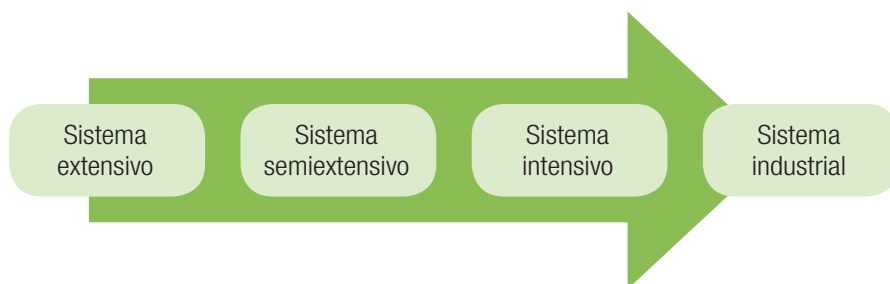 Sistema
extensivo
Sistema
semiextensivo
Sistema
intensivo
Sistema
industrial